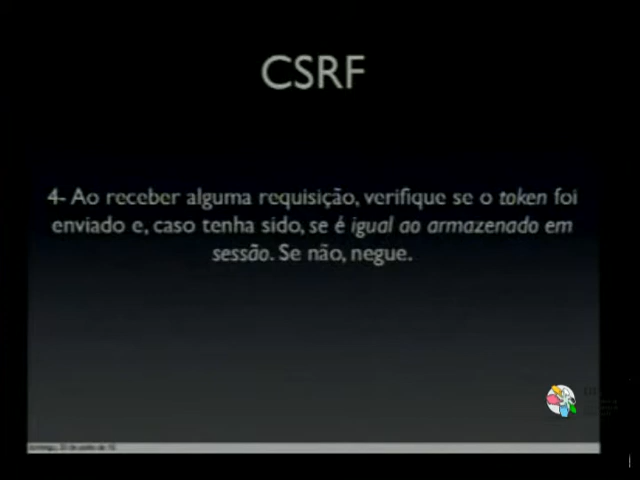 CSRF
4- Ao receber alguma requisição, verifique se o token foi
enviado e, caso tenha sido, se é igual ao armazenado em
sessão. Se não, negue.